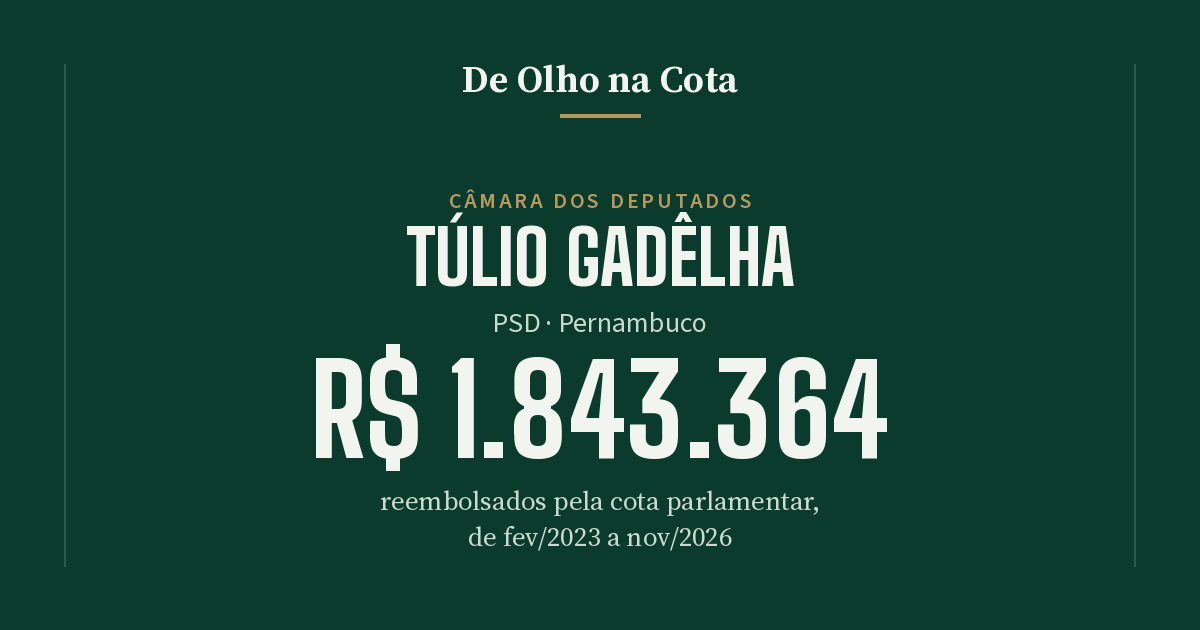 De Olho na Cota
CÂMARA DOS DEPUTADOS
TÚLIO GADÊLHA
PSD · Pernambuco
R$ 1.843.364
reembolsados pela cota parlamentar,
de fev/2023 a nov/2026